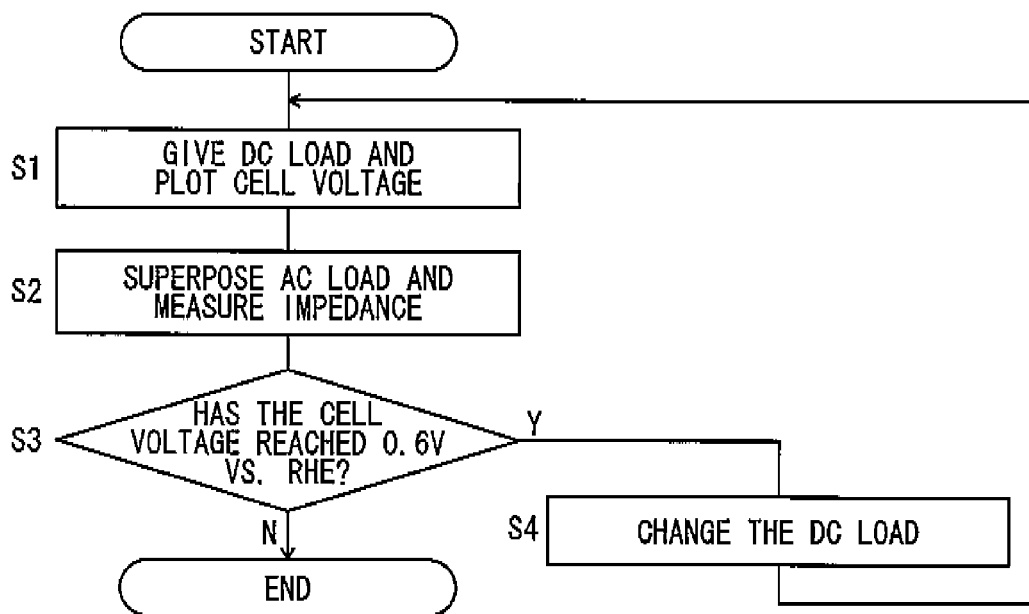 START
S1
GIVE DC LOAD AND
PLOT CELL VOLTAGE
S2
SUPERPOSE AC LOAD AND
MEASURE IMPEDANCE
S3
HAS THE CELL
VOLTAGE REACHED 0.6V
VS. RHE?
Y
N
S4
CHANGE THE DC LOAD
END